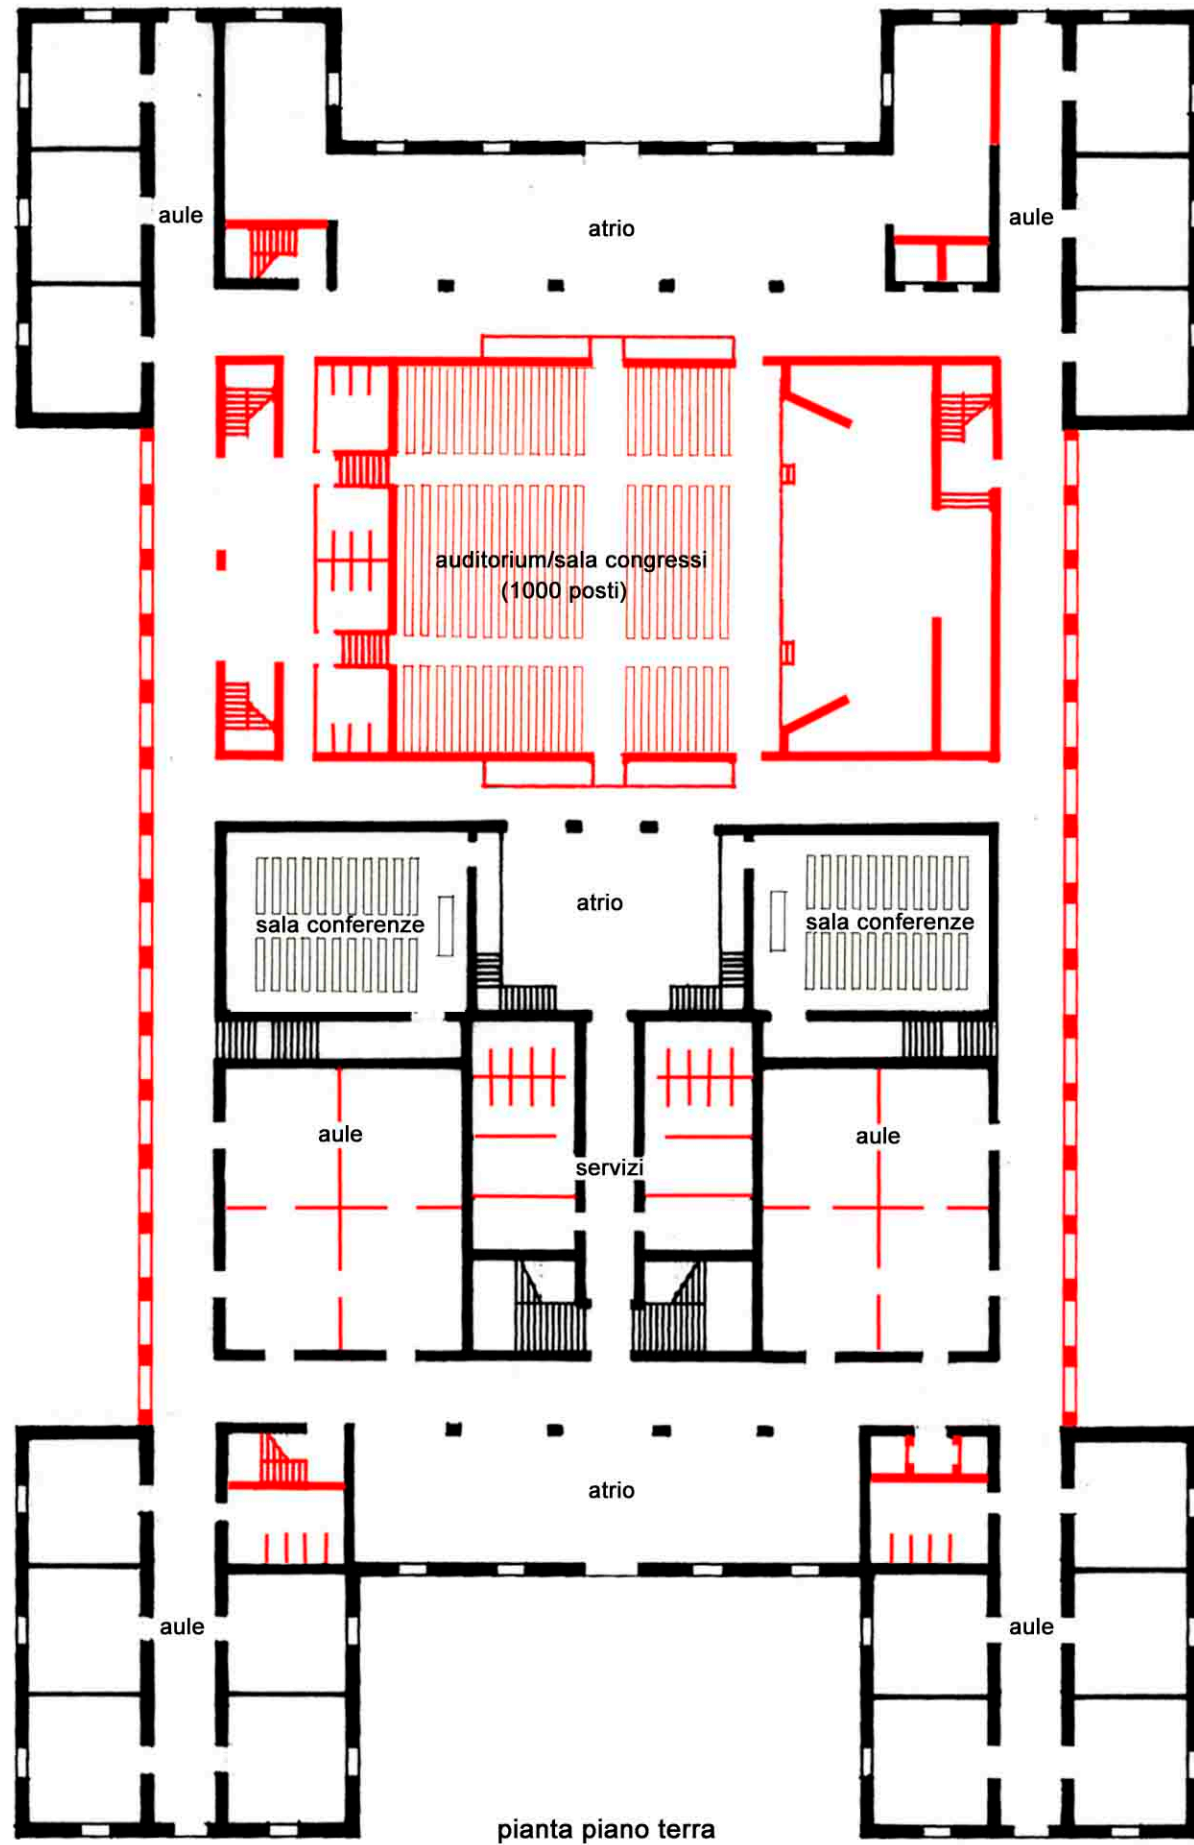 aule
atrio
aule
auditorium/sala congressi
(1000 posti)
sala conferenze
atrio
sala conferenze
aule
servizi
aule
atrio
aule
aule
pianta piano terra